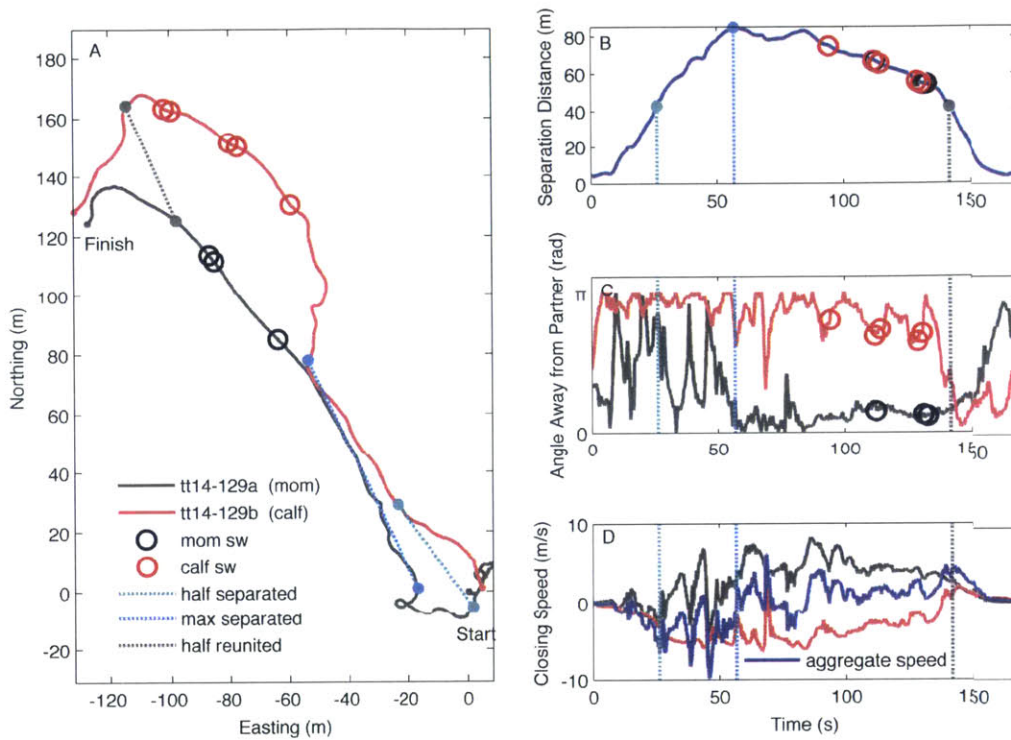 A
Northing (m)
180
160
140
120
100
80
60
40
20
0
-20
Finish
Start
tt14-129a (mom)
tt14-129b (calf)
mom sw
calf sw
half separated
max separated
half reunited
-120 -100 -80 -60 -40 -20 0
Easting (m)
B
Separation Distance (m)
80
60
40
20
0
0 50 100 150
C
Angle Away from Partner (rad)
π
0
0 50 100 150
D
Closing Speed (m/s)
10
0
-10
aggregate speed
0 50 100 150
Time (s)